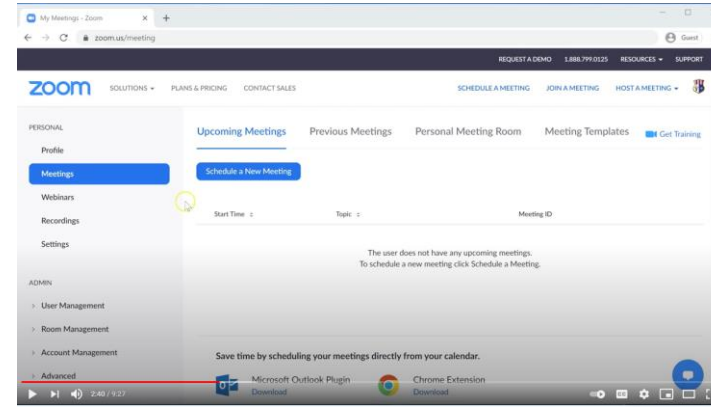 My Meetings - Zoom
zoom.us/meeting
Guest
REQUEST A DEMO 1.888.799.0125 RESOURCES SUPPORT
zoom SOLUTIONS PLANS & PRICING CONTACT SALES SCHEDULE A MEETING JOIN A MEETING HOST A MEETING
PERSONAL
Profile
Meetings
Webinars
Recordings
Settings
ADMIN
User Management
Room Management
Account Management
Advanced
Upcoming Meetings Previous Meetings Personal Meeting Room Meeting Templates Get Training
Schedule a New Meeting
Start Time Topic Meeting ID
The user does not have any upcoming meetings.
To schedule a new meeting click Schedule a Meeting.
Save time by scheduling your meetings directly from your calendar.
Microsoft Outlook Plugin
Download
Chrome Extension
Download
2:40 / 9:27